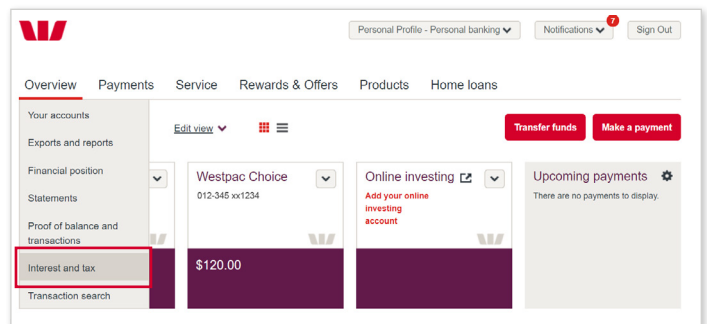 Personal Profile - Personal banking
Notifications
7
Sign Out
Overview
Payments
Service
Rewards & Offers
Products
Home loans
Your accounts
Exports and reports
Financial position
Statements
Proof of balance and
transactions
Interest and tax
Transaction search
Edit view
Transfer funds
Make a payment
Westpac Choice
012-345 xx1234
$120.00
Online investing
Add your online
investing
account
Upcoming payments
There are no payments to display.